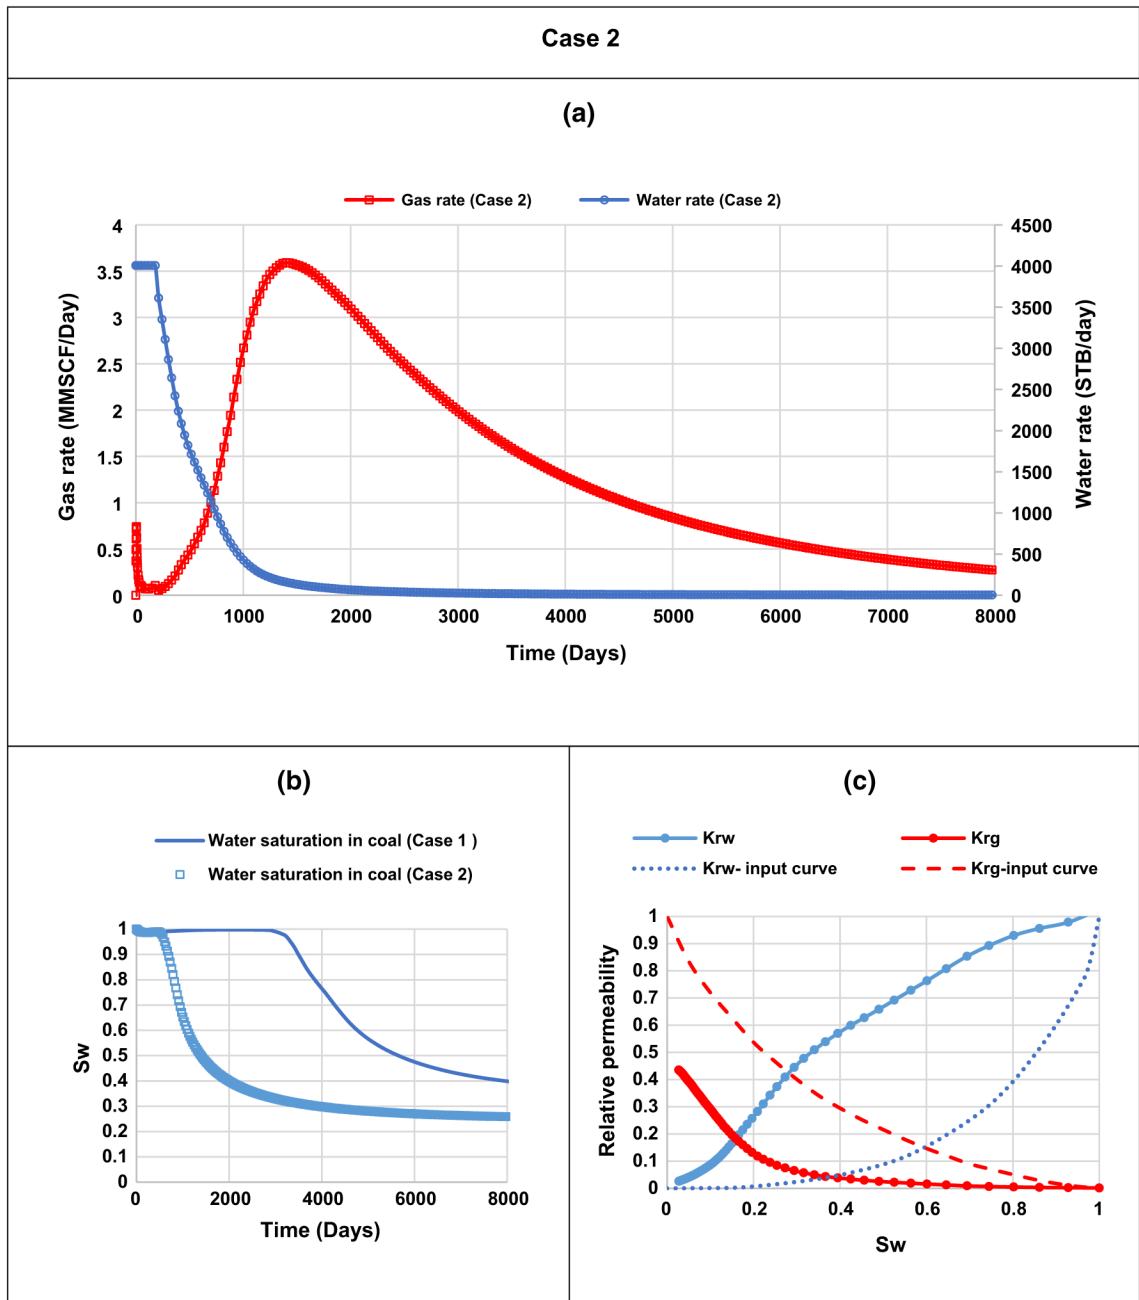 Case 2
(a)
Gas rate (Case 2)
Water rate (Case 2)
4
3.5
3
2.5
2
1.5
1
0.5
0
Gas rate (MMSCF/Day)
4500
4000
3500
3000
2500
2000
1500
1000
500
0
Water rate (STB/day)
0 1000 2000 3000 4000 5000 6000 7000 8000
Time (Days)
(b)
Water saturation in coal (Case 1 )
Water saturation in coal (Case 2)
1
0.9
0.8
0.7
0.6
0.5
0.4
0.3
0.2
0.1
0
Sw
0 2000 4000 6000 8000
Time (Days)
(c)
Krw
Krg
Krw- input curve
Krg-input curve
1
0.9
0.8
0.7
0.6
0.5
0.4
0.3
0.2
0.1
0
Relative permeability
0 0.2 0.4 0.6 0.8 1
Sw